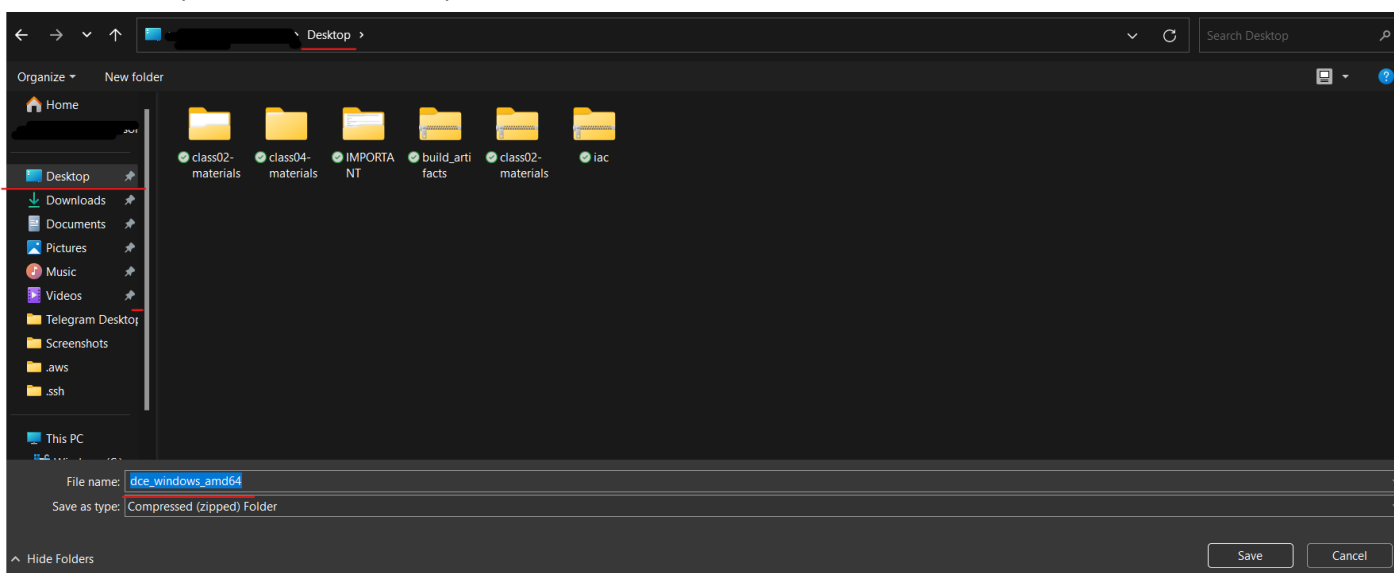 Desktop
Search Desktop
Organize
New folder
Home
Desktop
Downloads
Documents
Pictures
Music
Videos
Telegram Desktop
Screenshots
.aws
.ssh
This PC
class02-
materials
class04-
materials
IMPORTA
NT
build_arti
facts
class02-
materials
iac
File name: dce_windows_amd64
Save as type: Compressed (zipped) Folder
Hide Folders
Save
Cancel